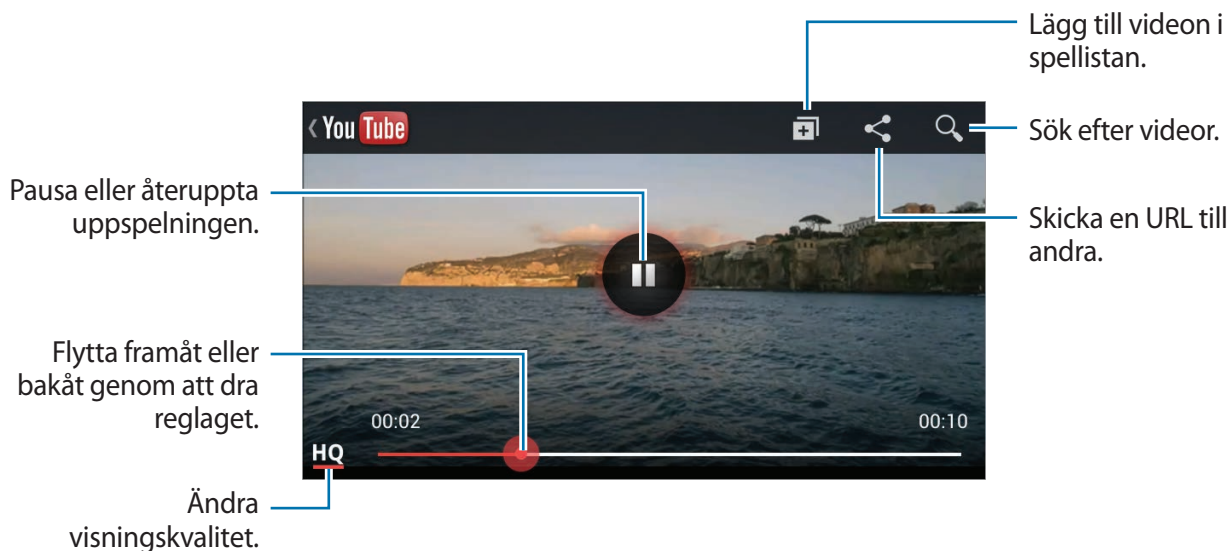 Lägg till videon i
spellistan.
You Tube
Sök efter videor.
Pausa eller återuppta
uppspelningen.
Skicka en URL till
andra.
Flytta framåt eller
bakåt genom att dra
reglaget.
00:02
00:10
HQ
Ändra
visningskvalitet.